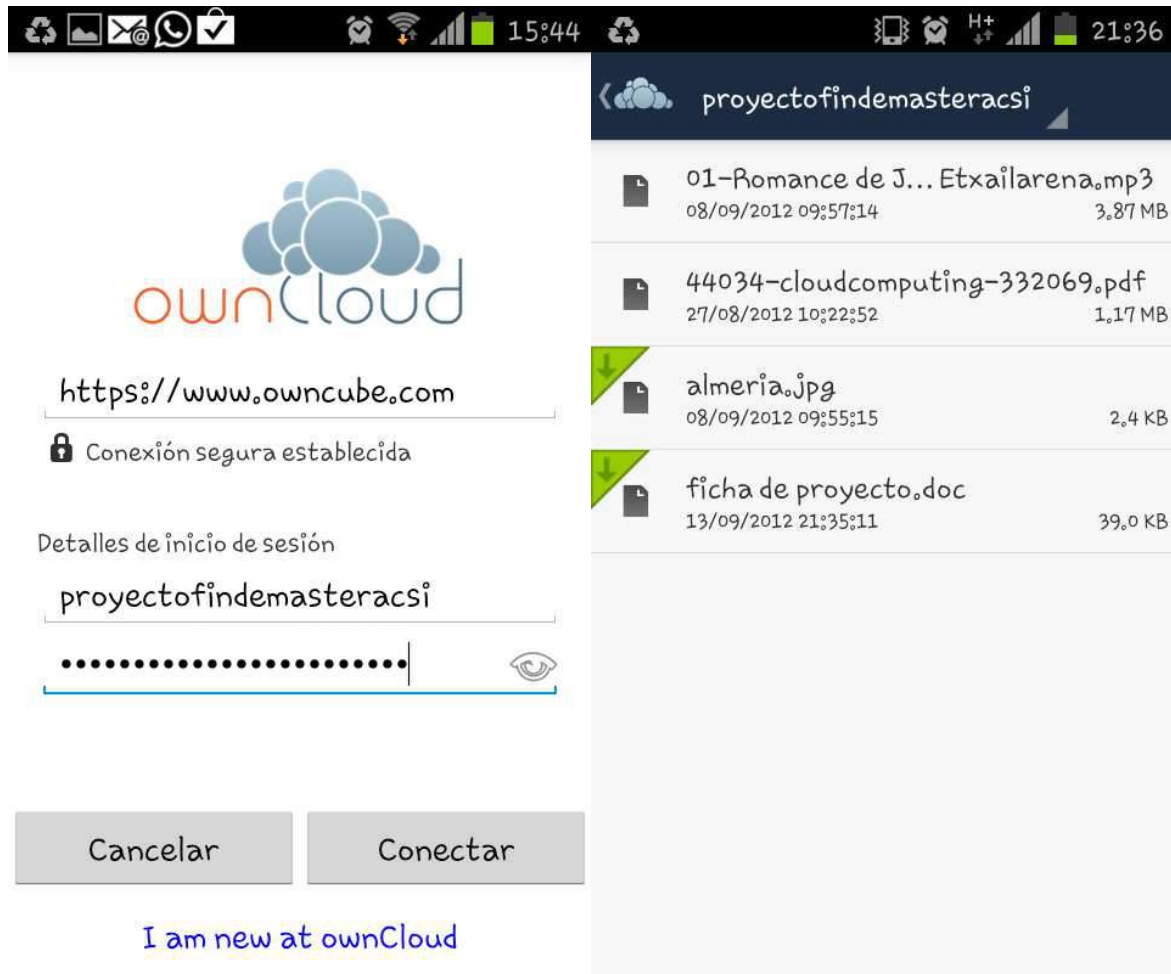 15:44
ownCloud
https://www.owncube.com
Conexión segura establecida
Detalles de inicio de sesión
proyectofindemasteracsi
••••••••••••••••••••••••
Cancelar
Conectar
I am new at ownCloud
H+
21:36
proyectofindemasteracsi
01-Romance de J... Etxailarena.mp3
08/09/2012 09:57:14
3.87 MB
44034-cloudcomputing-332069.pdf
27/08/2012 10:22:52
1.17 MB
almeria.jpg
08/09/2012 09:55:15
2.4 KB
ficha de proyecto.doc
13/09/2012 21:35:11
39.0 KB